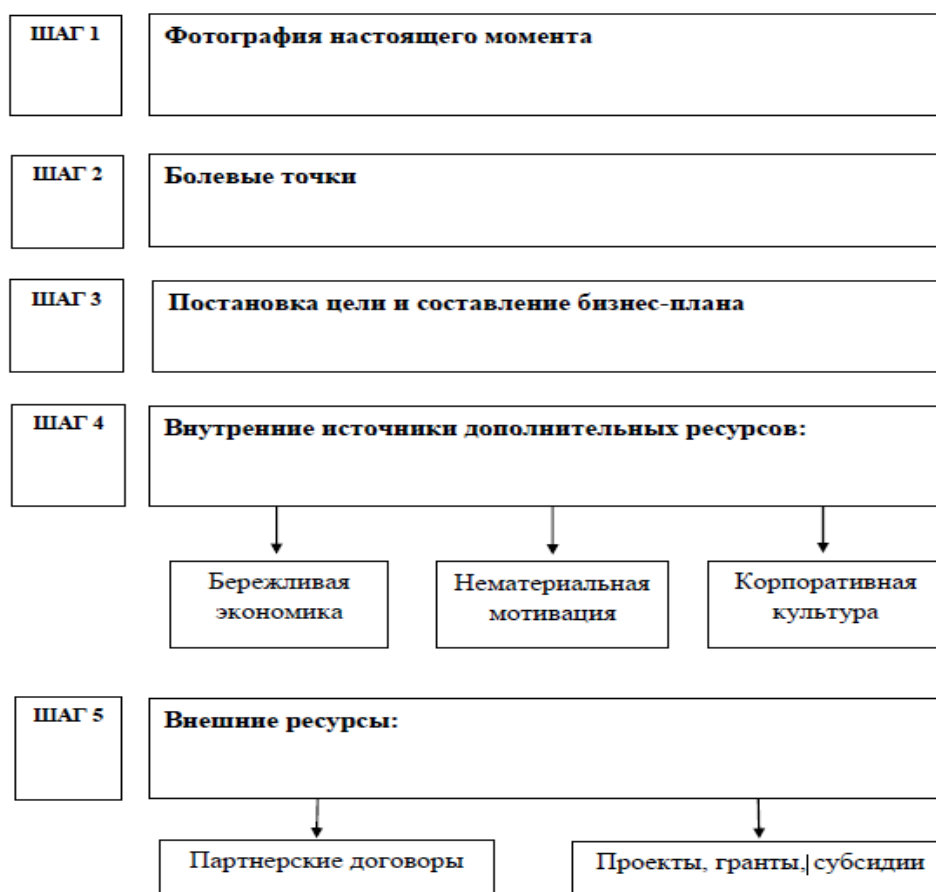 ШАГ 1
Фотография настоящего момента
ШАГ 2
Болевые точки
ШАГ 3
Постановка цели и составление бизнес-плана
ШАГ 4
Внутренние источники дополнительных ресурсов:
Бережливая
экономика
Нематериальная
мотивация
Корпоративная
культура
ШАГ 5
Внешние ресурсы:
Партнерские договоры
Проекты, гранты, субсидии